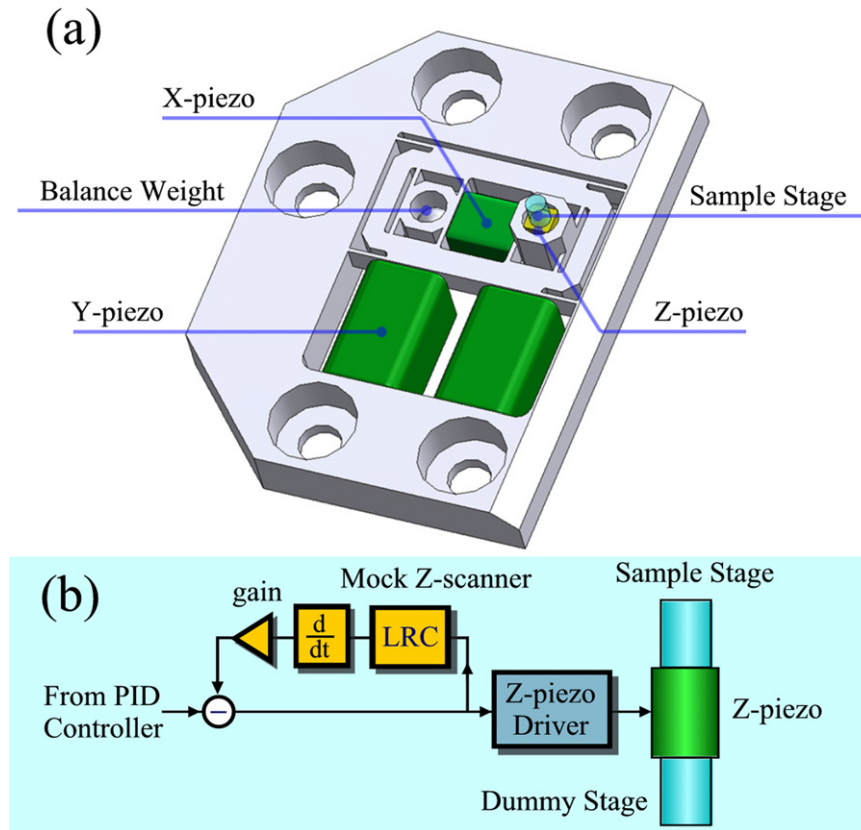 (a)
X-piezo
Balance Weight
Sample Stage
Y-piezo
Z-piezo
(b)
gain
Mock Z-scanner
Sample Stage
d
dt
LRC
From PID
Controller
−
Z-piezo
Driver
Z-piezo
Dummy Stage